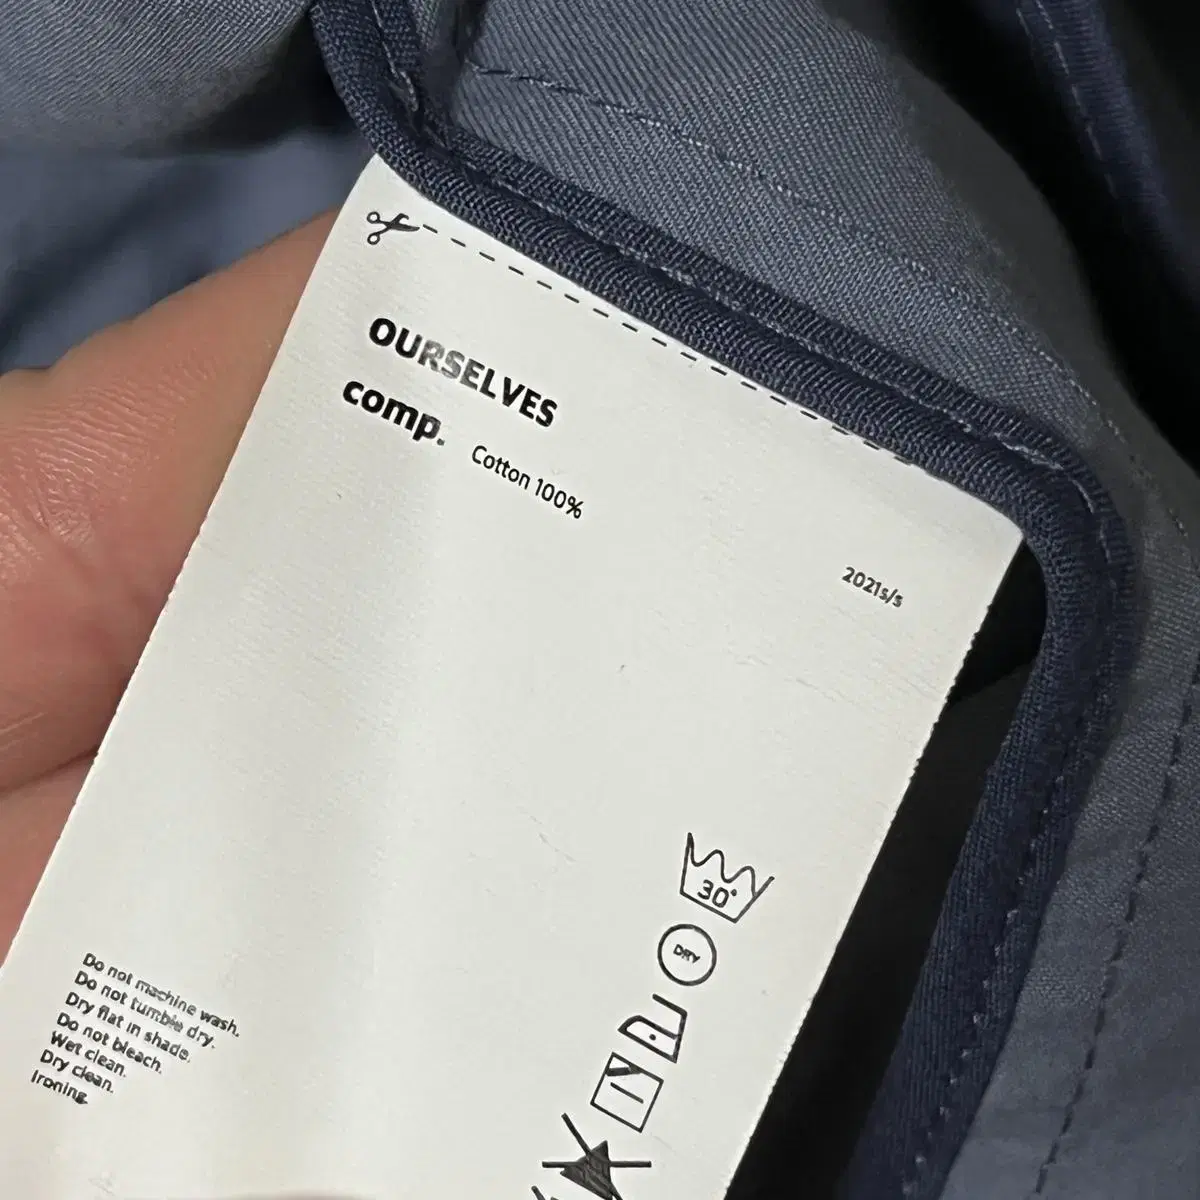 OURSELVES
comp.
Cotton 100%
2021s/s
30°
DRY
Do not machine wash.
Do not tumble dry.
Dry flat in shade.
Do not bleach.
Wet clean.
Dry clean.
Ironing.